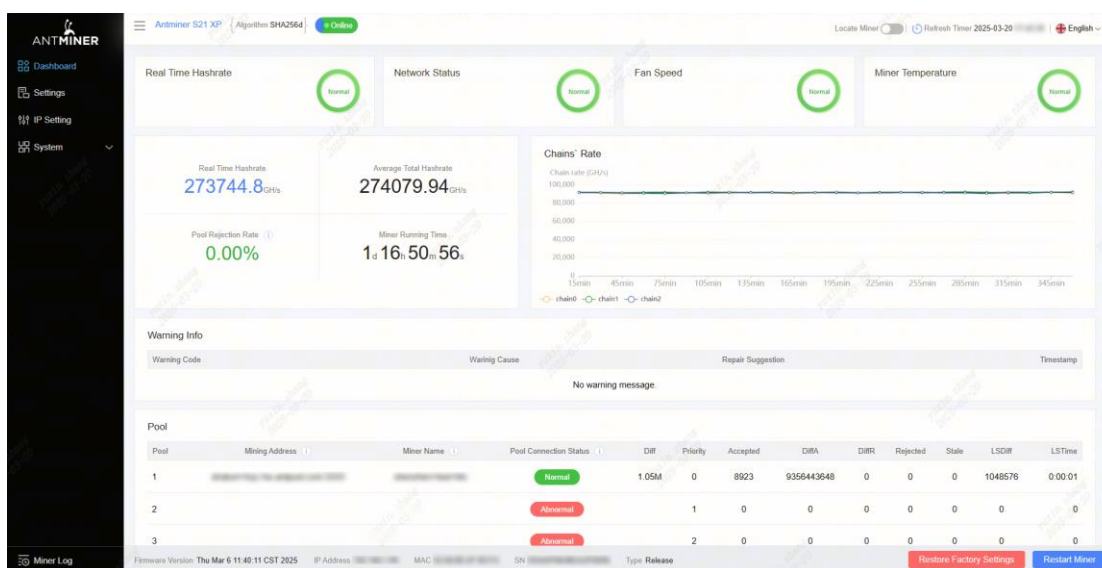 ANTMINER
Antminer S21 XP Algorithm SHA256d Online
Locate Miner Refresh Timer 2025-03-20 English
Dashboard
Settings
IP Setting
System
Real Time Hashrate Normal
Network Status Normal
Fan Speed Normal
Miner Temperature Normal
Real Time Hashrate
273744.8GH/s
Average Total Hashrate
274079.94GH/s
Pool Rejection Rate
0.00%
Miner Running Time
1d 16h 50m 56s
Chains` Rate
Chain rate (GH/s)
100,000
80,000
60,000
40,000
20,000
0
15min 45min 75min 105min 135min 165min 195min 225min 255min 285min 315min 345min
chain0 chain1 chain2
Warning Info
Warning Code Warinig Cause Repair Suggestion Timestamp
No warning message.
Pool
Pool Mining Address Miner Name Pool Connection Status Diff Priority Accepted DiffA DiffR Rejected Stale LSDiff LSTime
1 Normal 1.05M 0 8923 9356443648 0 0 0 1048576 0:00:01
2 Abnormal 1 0 0 0 0 0 0 0
3 Abnormal 2 0 0 0 0 0 0 0
Miner Log
Firmware Version Thu Mar 6 11:40:11 CST 2025 IP Address MAC SN Type Release
Restore Factory Settings Restart Miner